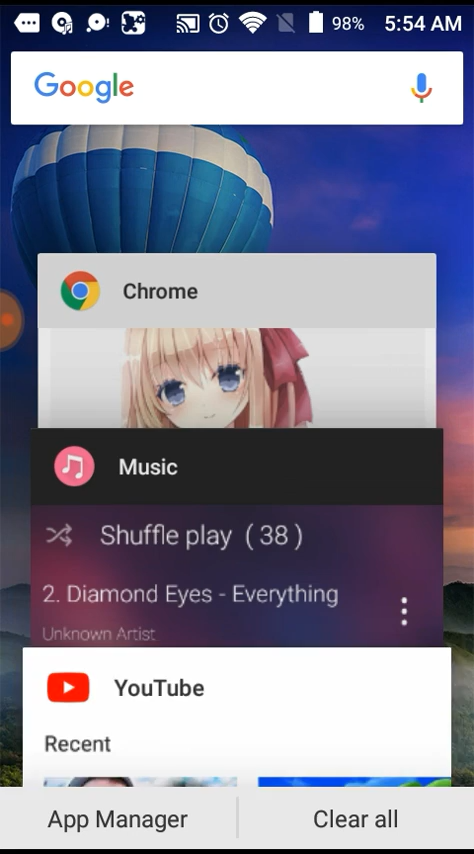 98% 5:54 AM
Google
Chrome
Music
Shuffle play ( 38 )
2. Diamond Eyes - Everything
Unknown Artist
YouTube
Recent
App Manager
Clear all